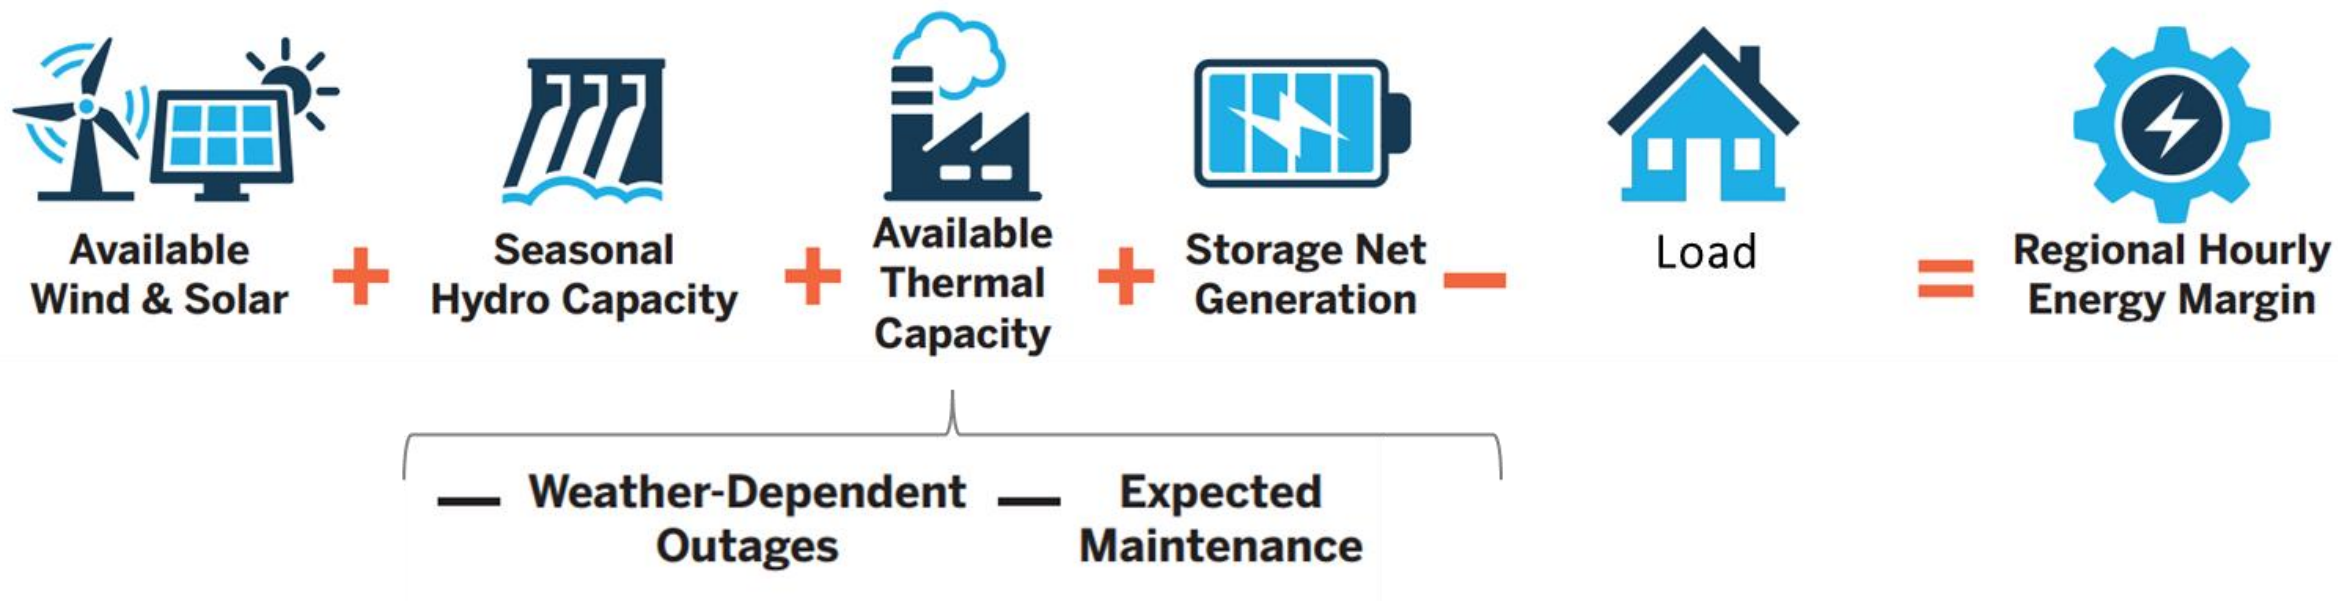 Available
Wind & Solar
+
Seasonal
Hydro Capacity
+
Available
Thermal
Capacity
+
Storage Net
Generation
—
Load
=
Regional Hourly
Energy Margin
— Weather-Dependent
Outages
— Expected
Maintenance